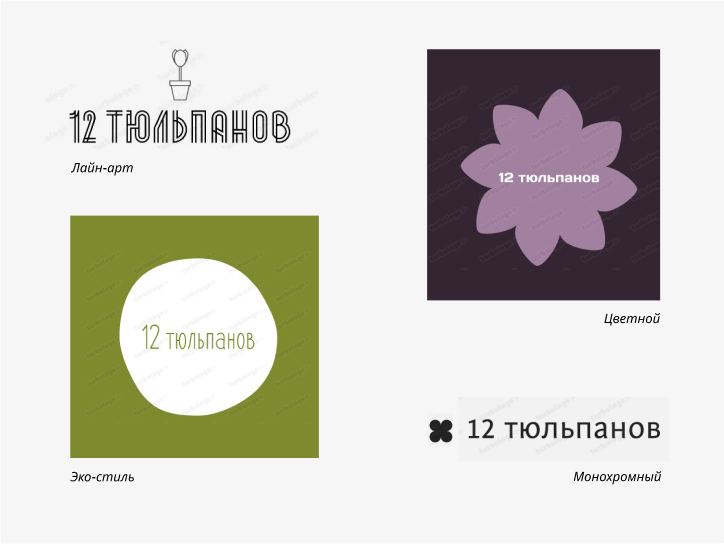 12 ТЮЛЬПАНОВ
Лайн-арт
12 тюльпанов
Цветной
12 тюльпанов
Эко-стиль
12 тюльпанов
Монохромный